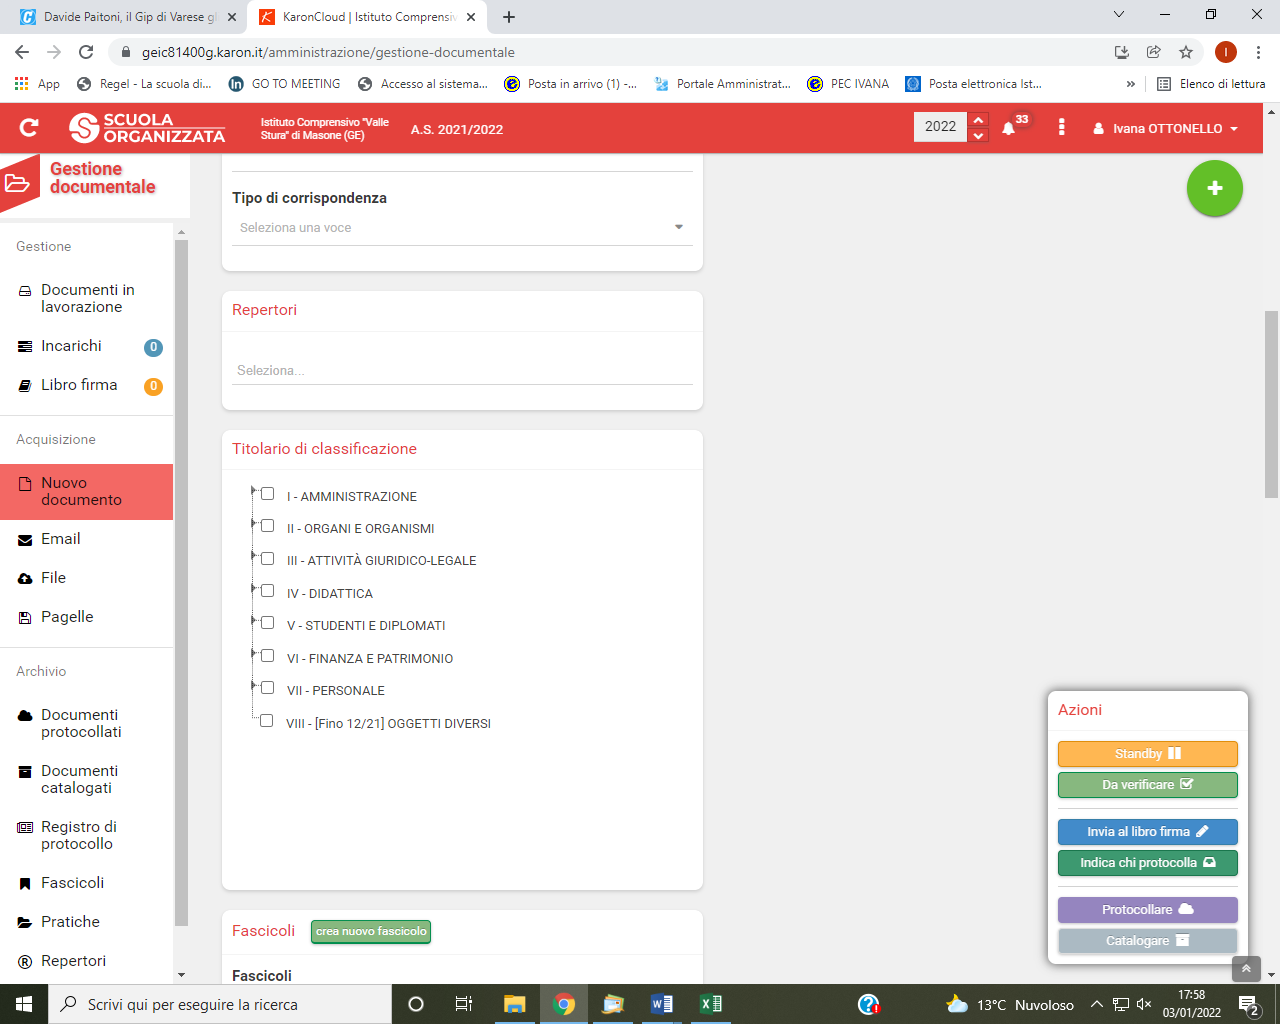 Davide Paitoni, il Gip di Varese gl
KaronCloud | Istituto Comprensiv
geic81400g.karon.it/amministrazione/gestione-documentale
I
App
Regel - La scuola di...
GO TO MEETING
Accesso al sistema...
Posta in arrivo (1) -...
Portale Amministrat...
PEC IVANA
Posta elettronica Ist...
»
Elenco di lettura
SCUOLA
ORGANIZZATA
Istituto Comprensivo "Valle
Stura" di Masone (GE)
A.S. 2021/2022
2022
33
Ivana OTTONELLO
Gestione
documentale
Gestione
Documenti in
lavorazione
Incarichi
0
Libro firma
0
Acquisizione
Nuovo
documento
Email
File
Pagelle
Archivio
Documenti
protocollati
Documenti
catalogati
Registro di
protocollo
Fascicoli
Pratiche
Repertori
Tipo di corrispondenza
Seleziona una voce
Repertori
Seleziona...
Titolario di classificazione
I - AMMINISTRAZIONE
II - ORGANI E ORGANISMI
III - ATTIVITÀ GIURIDICO-LEGALE
IV - DIDATTICA
V - STUDENTI E DIPLOMATI
VI - FINANZA E PATRIMONIO
VII - PERSONALE
VIII - [Fino 12/21] OGGETTI DIVERSI
Fascicoli
crea nuovo fascicolo
Fascicoli
Azioni
Standby
Da verificare
Invia al libro firma
Indica chi protocolla
Protocollare
Catalogare
Scrivi qui per eseguire la ricerca
13°C Nuvoloso
17:58
03/01/2022
2